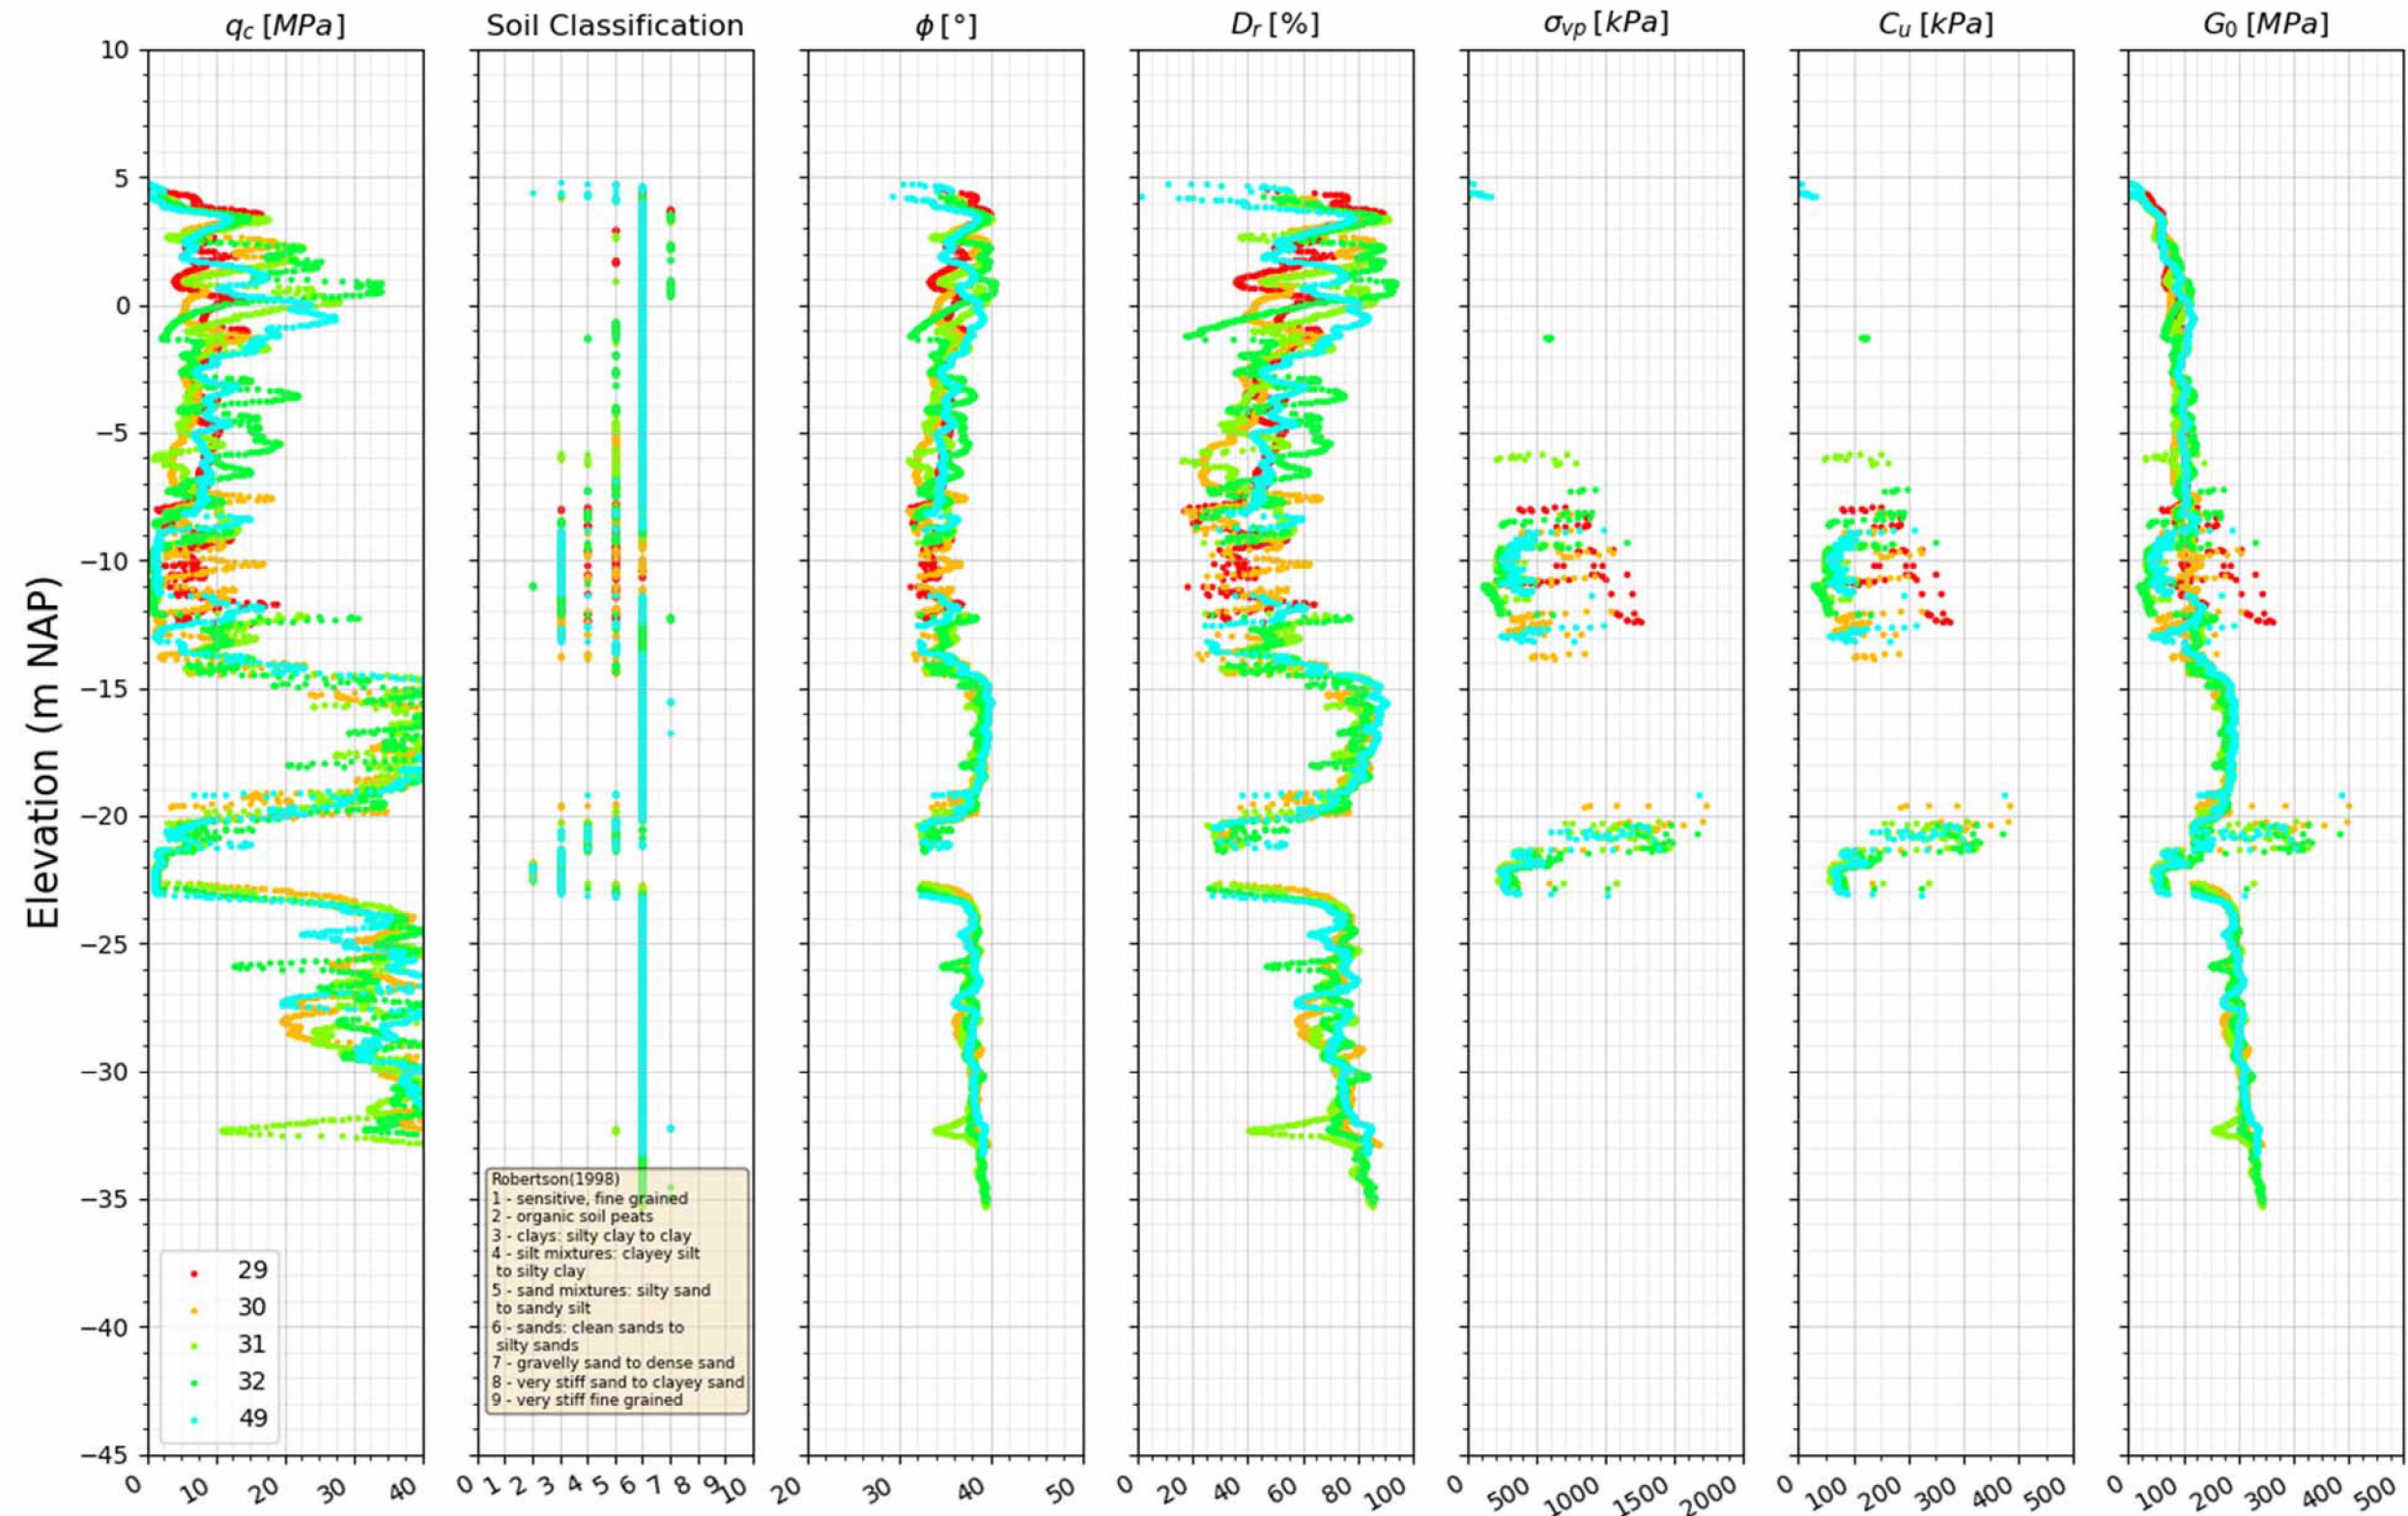 q_c [MPa]
Soil Classification
ϕ [°]
D_r [%]
σ_vp [kPa]
C_u [kPa]
G_0 [MPa]
Elevation (m NAP)
10
5
0
−5
−10
−15
−20
−25
−30
−35
−40
−45
29
30
31
32
49
Robertson(1998)
1 - sensitive, fine grained
2 - organic soil peats
3 - clays: silty clay to clay
4 - silt mixtures: clayey silt
to silty clay
5 - sand mixtures: silty sand
to sandy silt
6 - sands: clean sands to
silty sands
7 - gravelly sand to dense sand
8 - very stiff sand to clayey sand
9 - very stiff fine grained
0 10 20 30 40
0 1 2 3 4 5 6 7 8 9 10
20 30 40 50
0 20 40 60 80 100
0 500 1000 1500 2000
0 100 200 300 400 500
0 100 200 300 400 500